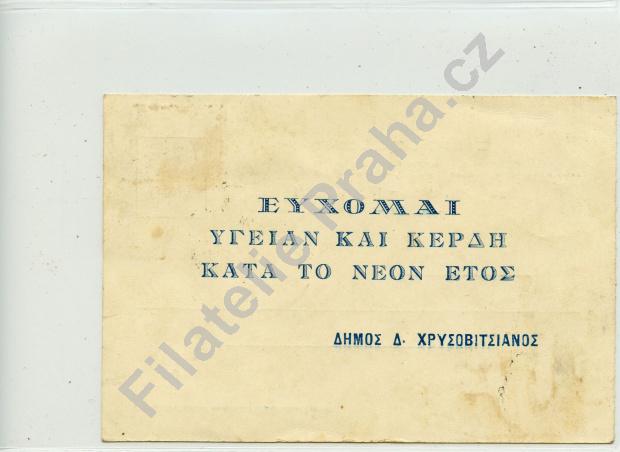 ΕΥΧΟΜΑΙ
ΥΓΕΙΑΝ ΚΑΙ ΚΕΡΔΗ
ΚΑΤΑ ΤΟ ΝΕΟΝ ΕΤΟΣ
ΔΗΜΟΣ Δ. ΧΡΥΣΟΒΙΤΣΙΑΝΟΣ
Filatelie Praha.cz